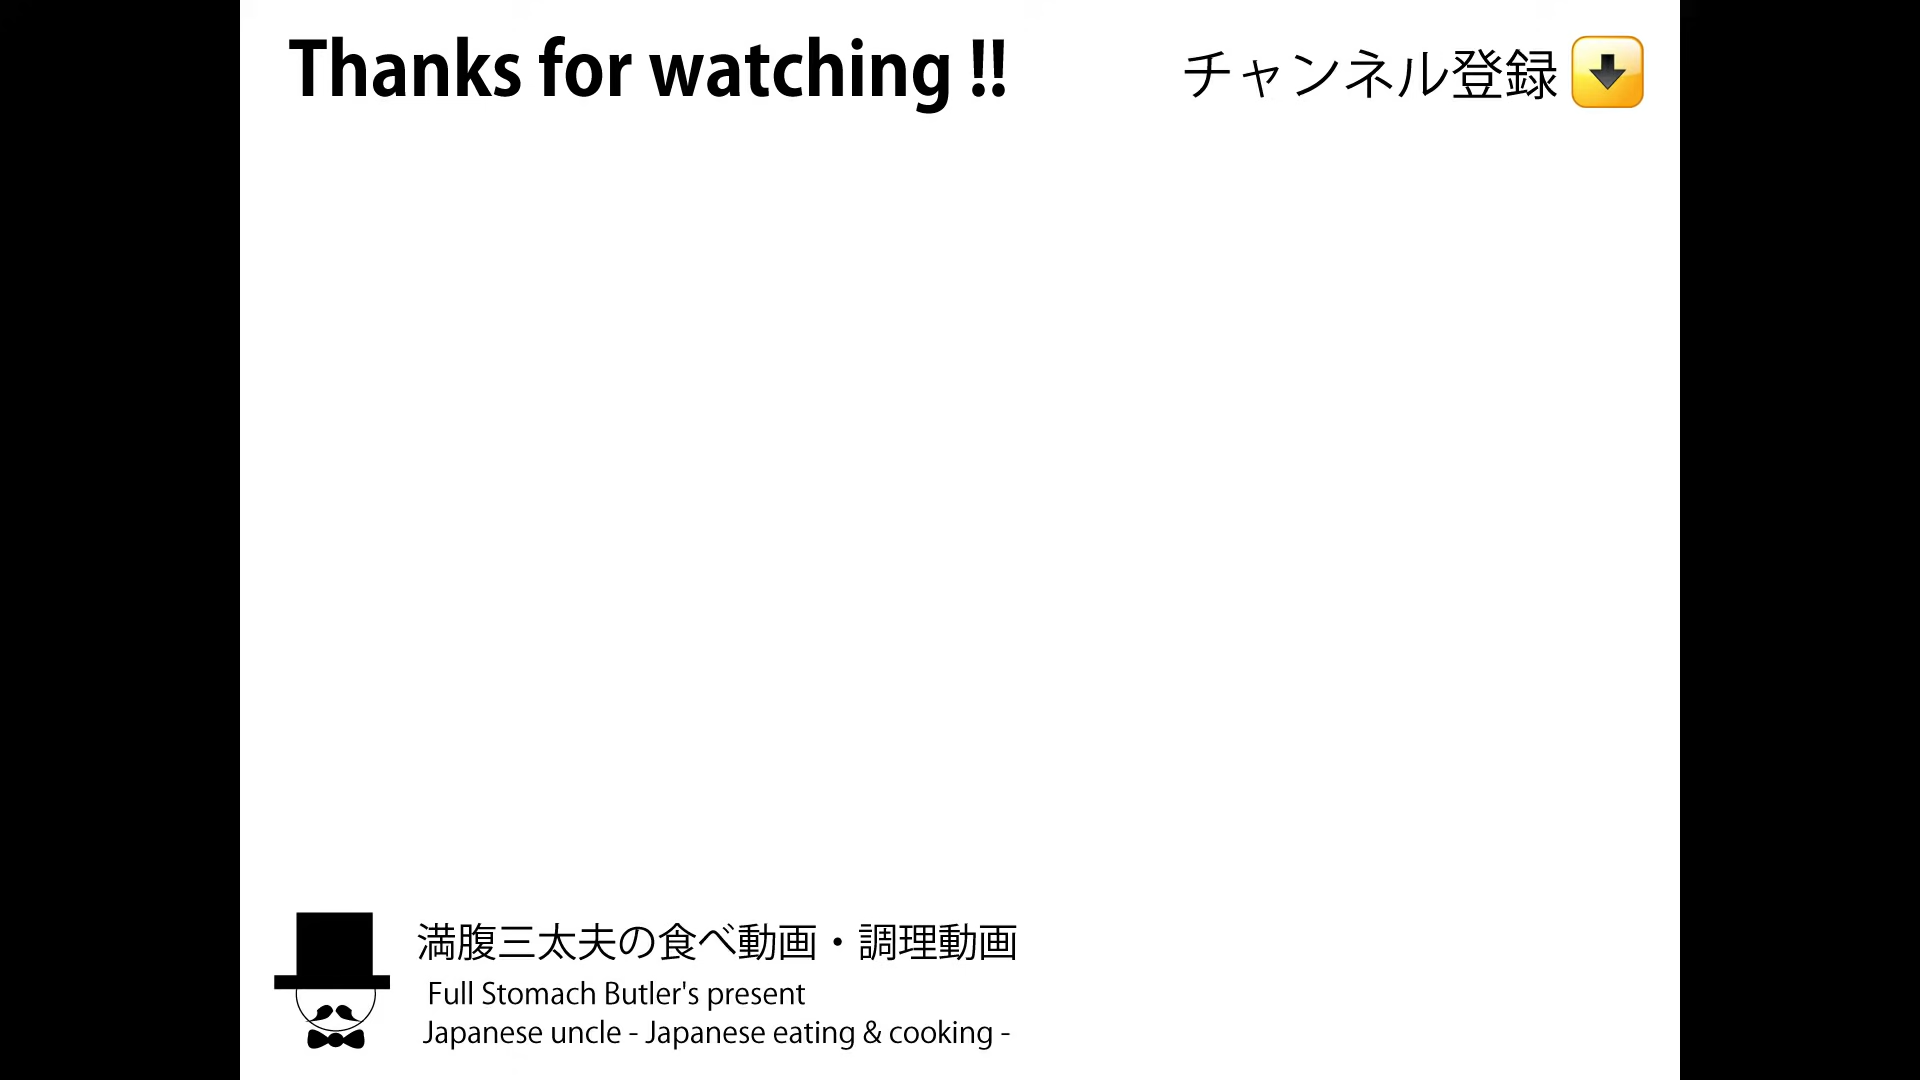 Thanks for watching !!
チャンネル登録
満腹三太夫の食べ動画・調理動画
Full Stomach Butler's present
Japanese uncle - Japanese eating & cooking -